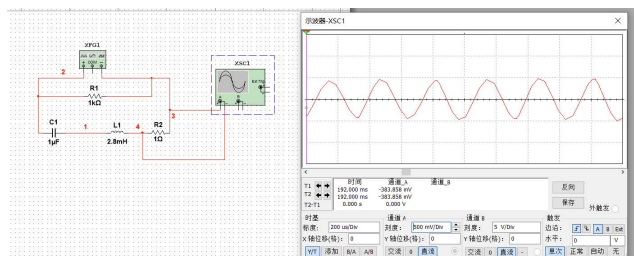 示波器-XSC1
XFG1
XSC1
Ext Trig
2
R1
1kΩ
3
C1
1µF
1
L1
2.8mH
4
R2
1Ω
时间 通道_A 通道_B
T1 192.000 ms -383.858 mV
T2 192.000 ms -383.858 mV
T2-T1 0.000 s 0.000 V
反向
保存
外触发
时基 通道 A 通道 B 触发
标度: 200 us/Div 刻度: 500 mV/Div 刻度: 5 V/Div 边沿: A B Ext
X 轴位移(格): 0 Y 轴位移(格): 0 Y 轴位移(格): 0 水平: 0 V
Y/T 添加 B/A A/B 交流 0 直流 交流 0 直流 - 单次 正常 自动 无